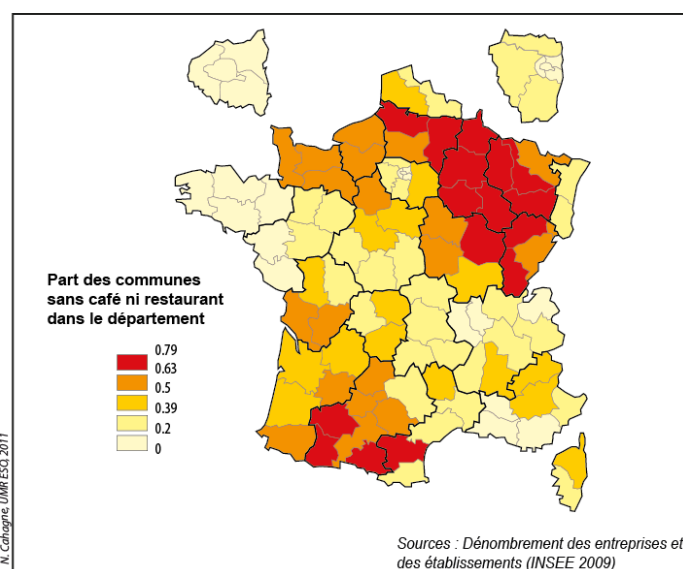 Part des communes
sans café ni restaurant
dans le département
0.79
0.63
0.5
0.39
0.2
0
N. Cahagne, UMR ESO, 2011
Sources : Dénombrement des entreprises et
des établissements (INSEE 2009)